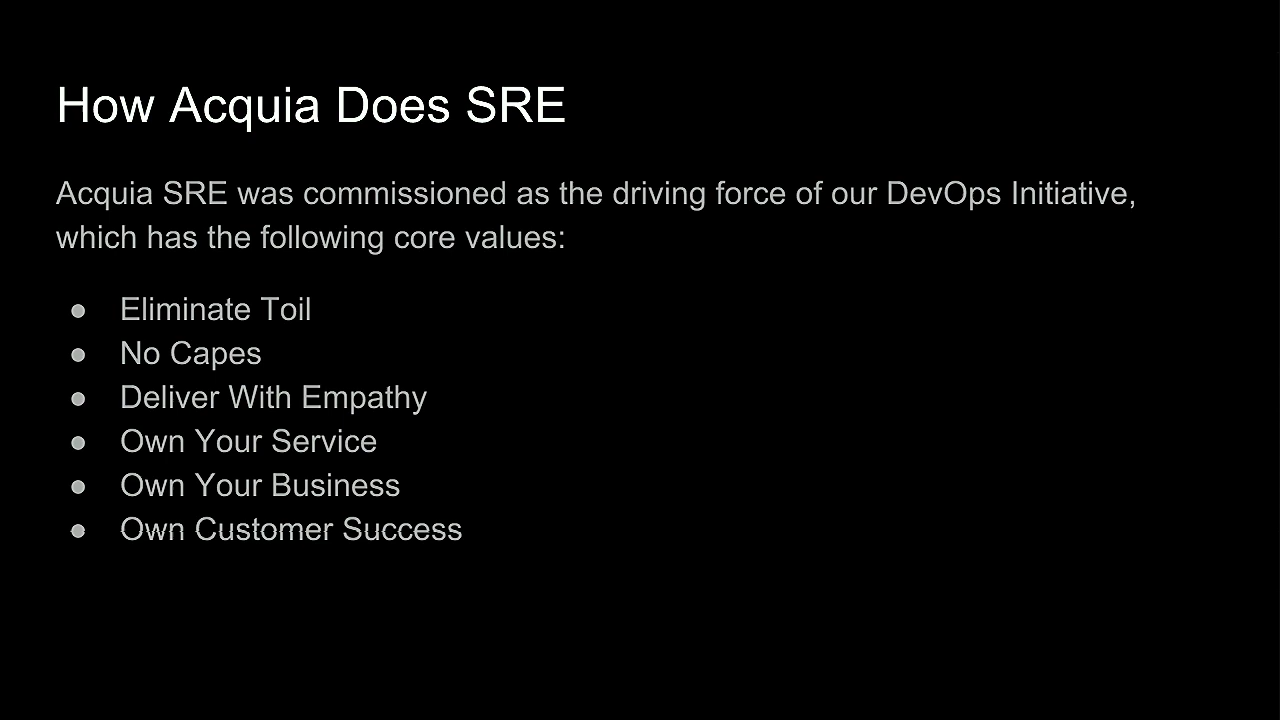 How Acquia Does SRE
Acquia SRE was commissioned as the driving force of our DevOps Initiative,
which has the following core values:
● Eliminate Toil
● No Capes
● Deliver With Empathy
● Own Your Service
● Own Your Business
● Own Customer Success